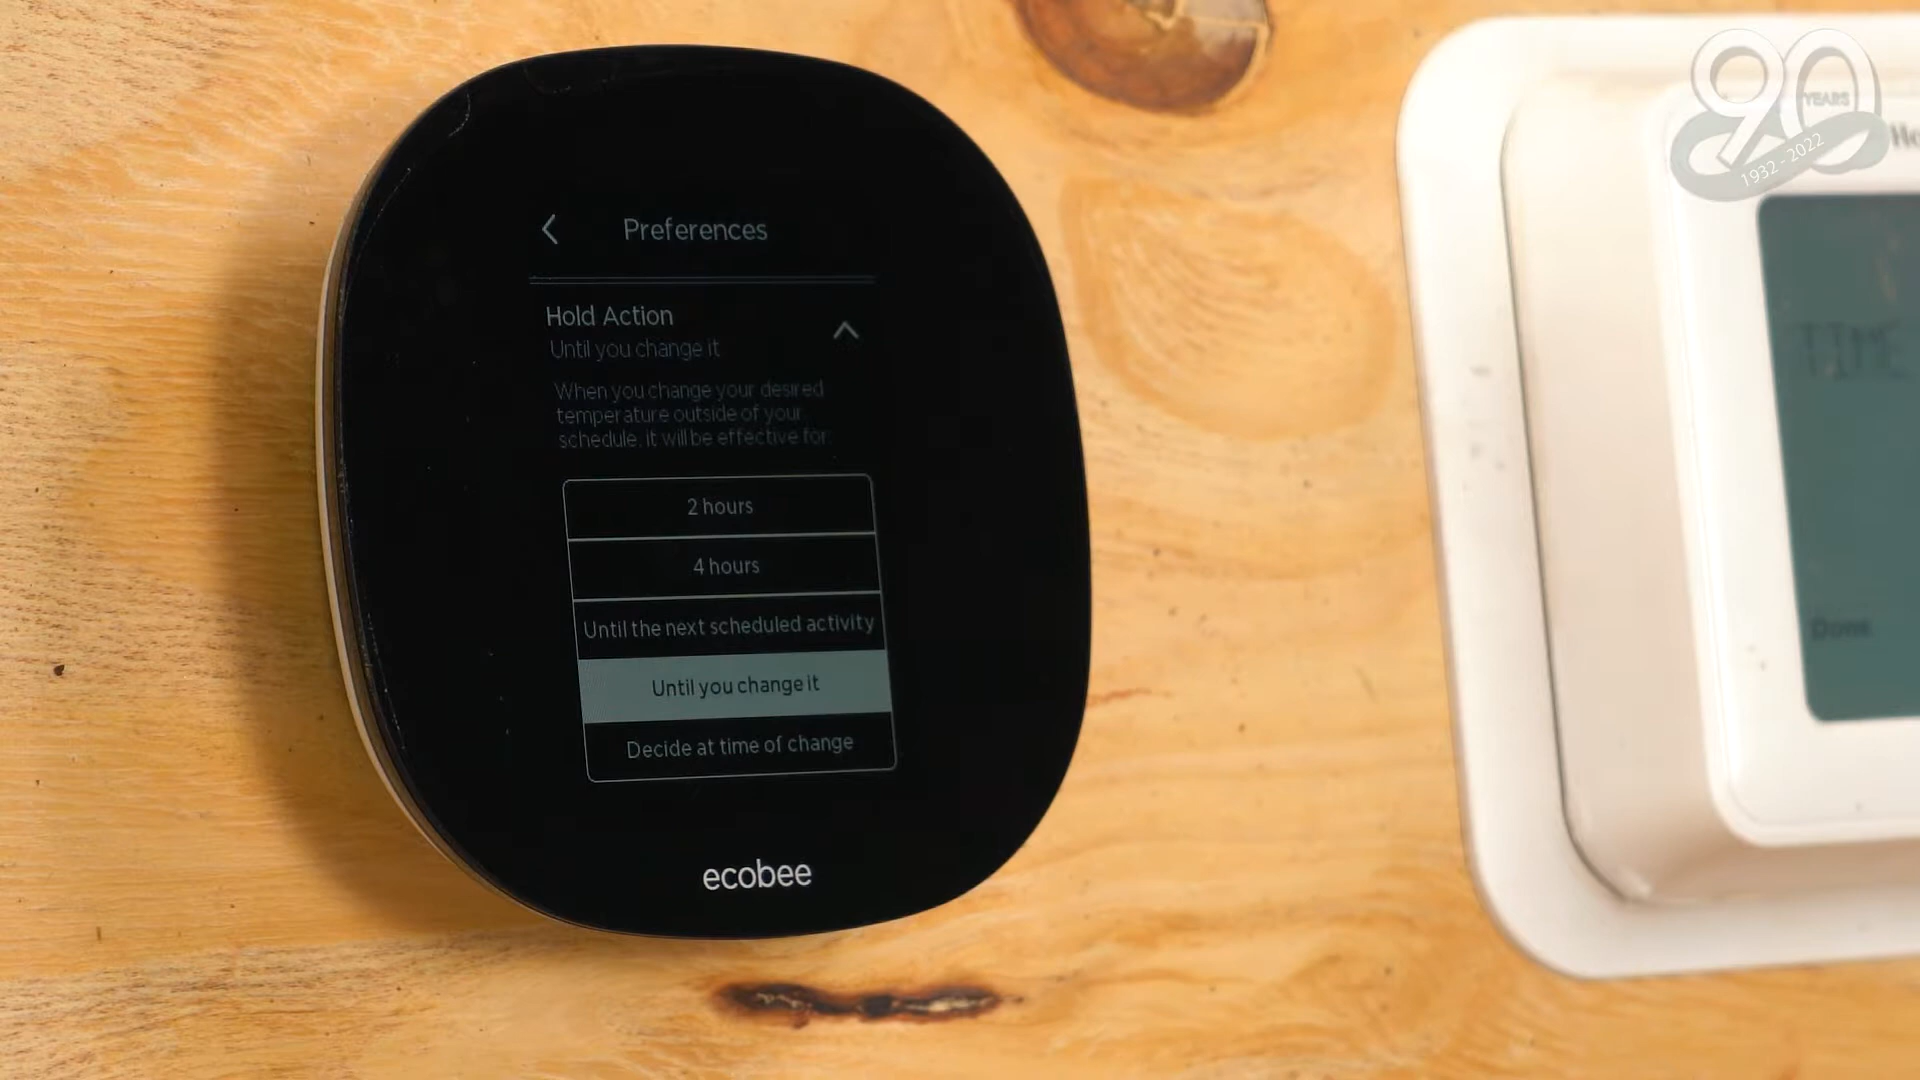 Preferences
Hold Action
Until you change it
When you change your desired
temperature outside of your
schedule, it will be effective for:
2 hours
4 hours
Until the next scheduled activity
Until you change it
Decide at time of change
ecobee
90
YEARS
1932 - 2022
TIME
Done